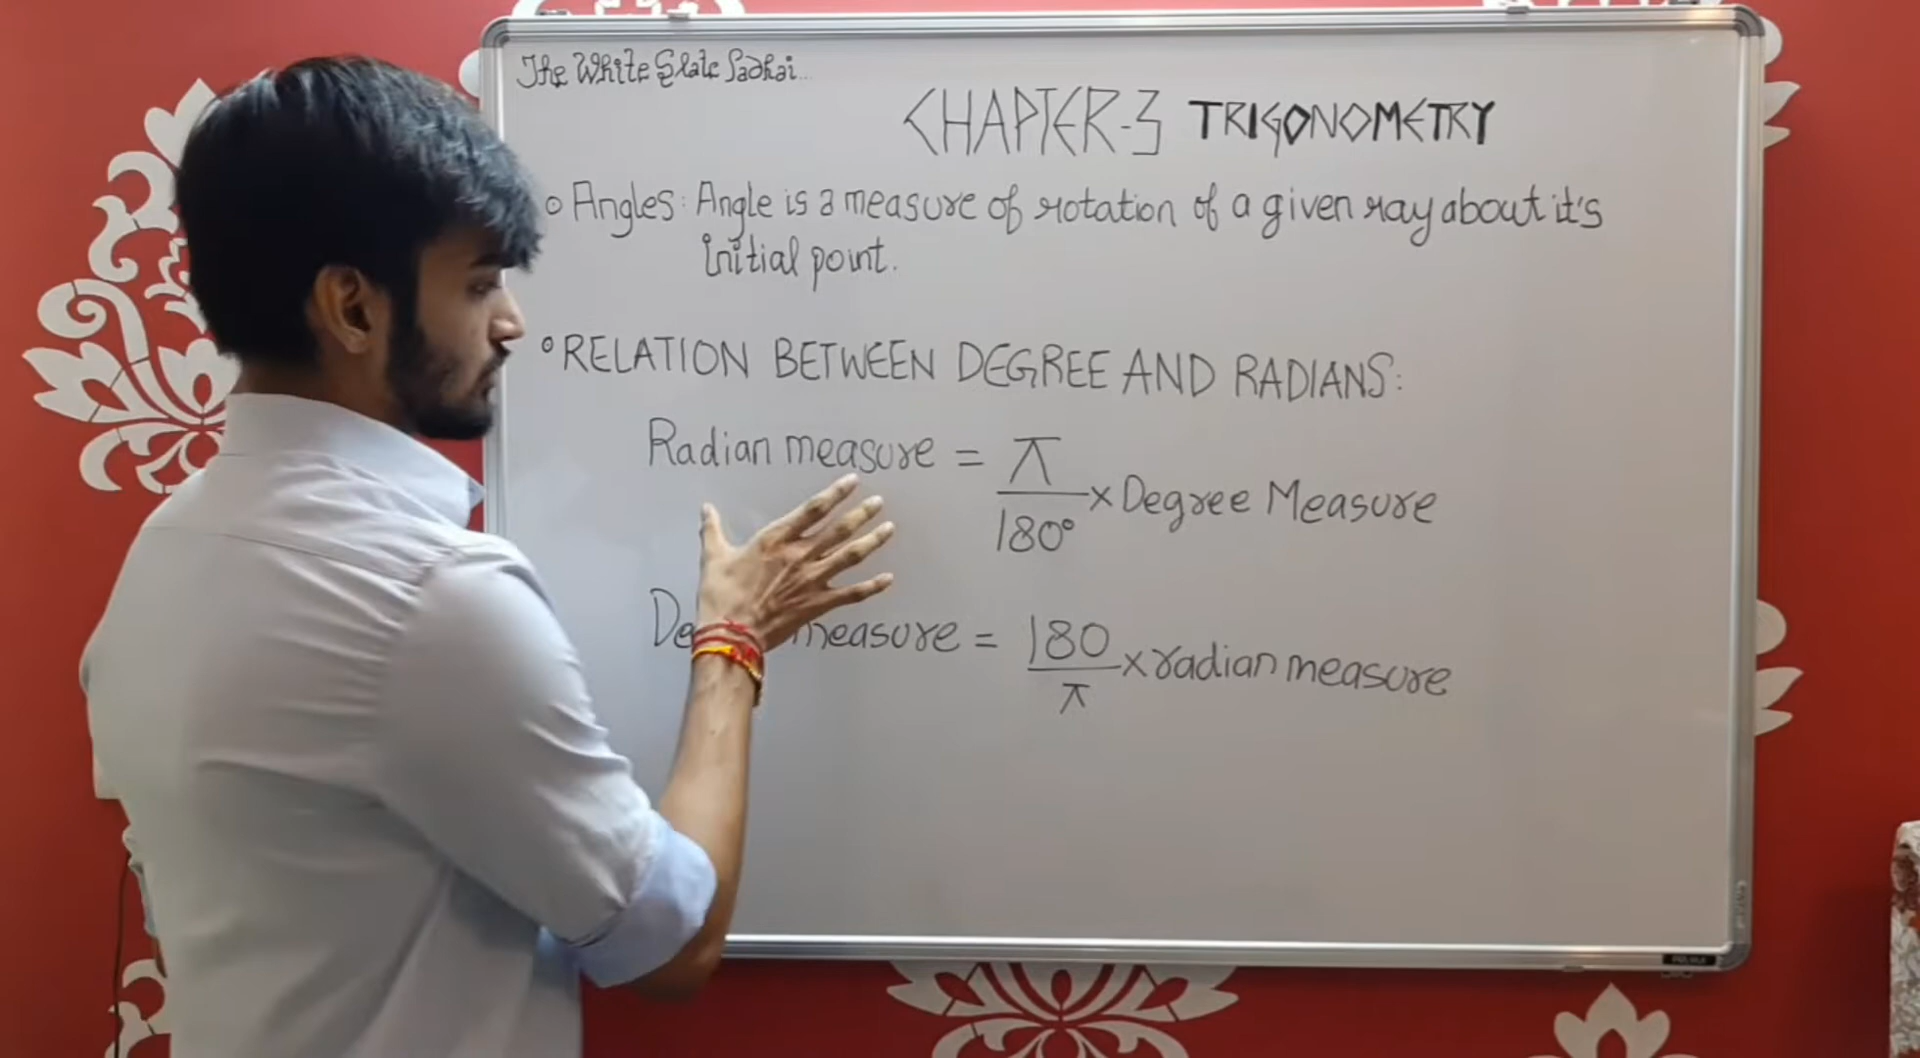 The White Slate Padhai...
CHAPTER-3 TRIGONOMETRY
Angles: Angle is a measure of rotation of a given ray about it's
initial point.
RELATION BETWEEN DEGREE AND RADIANS:
Radian measure = π/180° × Degree Measure
De measure = 180/π × radian measure